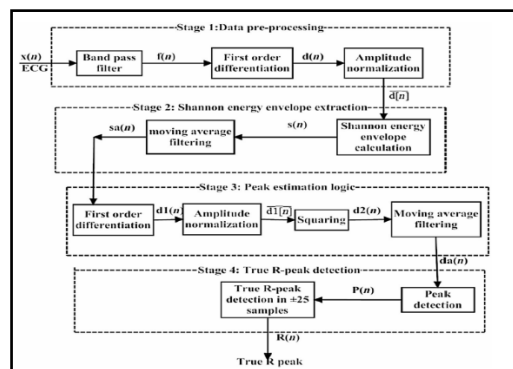 Stage 1:Data pre-processing
x(n)
ECG
Band pass
filter
f(n)
First order
differentiation
d(n)
Amplitude
normalization
d[n]
Stage 2: Shannon energy envelope extraction
sa(n)
moving average
filtering
s(n)
Shannon energy
envelope
calculation
Stage 3: Peak estimation logic
First order
differentiation
d1(n)
Amplitude
normalization
d1[n]
Squaring
d2(n)
Moving average
filtering
da(n)
Stage 4: True R-peak detection
True R-peak
detection in ±25
samples
P(n)
Peak
detection
R(n)
True R peak